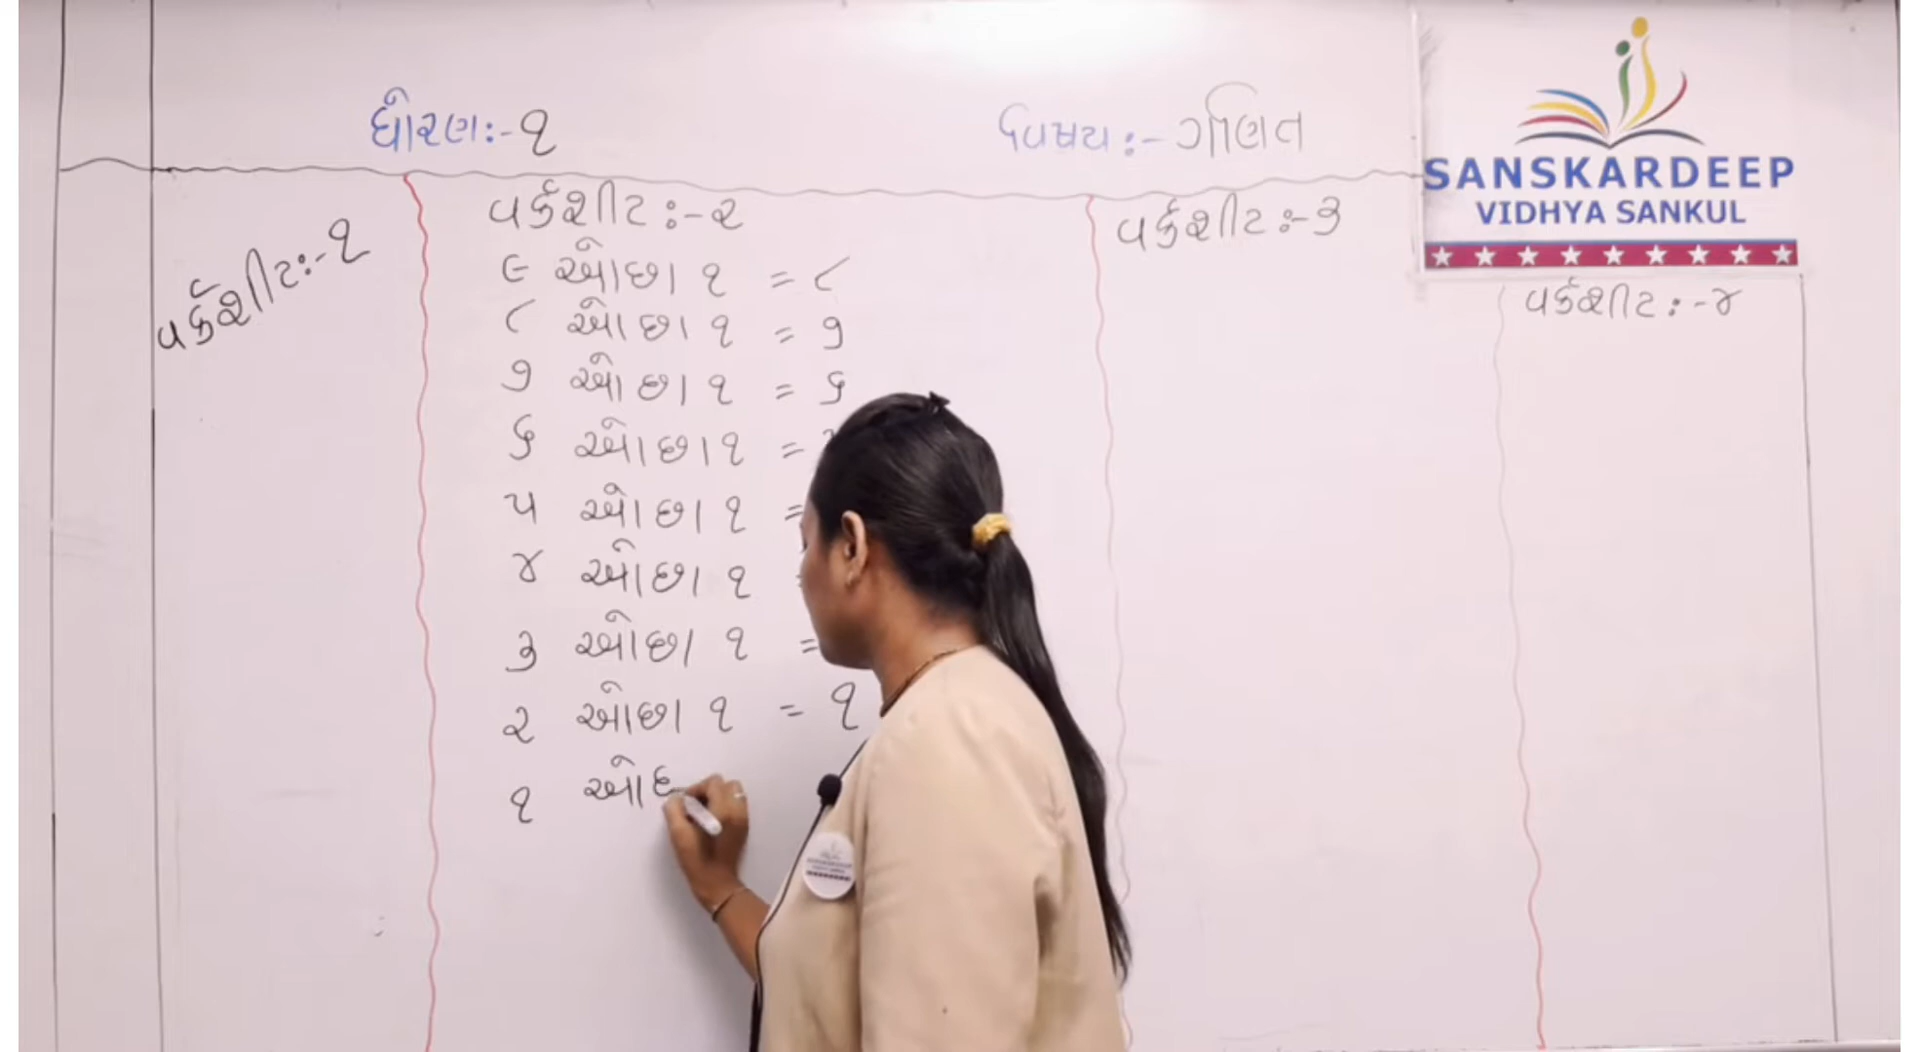 ધોરણ:- ૧
વિષય:- ગણિત
SANSKARDEEP
VIDHYA SANKUL
વર્કશીટ:- ૧
વર્કશીટ:- ૨
૯ ઓછા ૧ = ૮
૮ ઓછા ૧ = ૭
૭ ઓછા ૧ = ૬
૬ ઓછા ૧ =
૫ ઓછા ૧ =
૪ ઓછા ૧ =
૩ ઓછા ૧ =
૨ ઓછા ૧ = ૧
૧ ઓછ
વર્કશીટ:- ૩
વર્કશીટ:- ૪